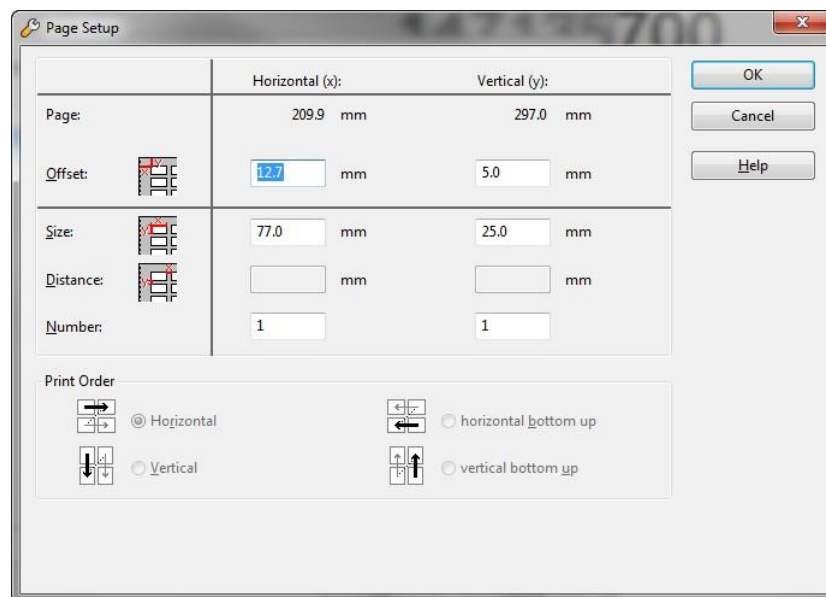 Page Setup
147135700
Horizontal (x):
Vertical (y):
OK
Page:
209.9 mm
297.0 mm
Cancel
Offset:
12.7 mm
5.0 mm
Help
Size:
77.0 mm
25.0 mm
Distance:
mm
mm
Number:
1
1
Print Order
Horizontal
horizontal bottom up
Vertical
vertical bottom up